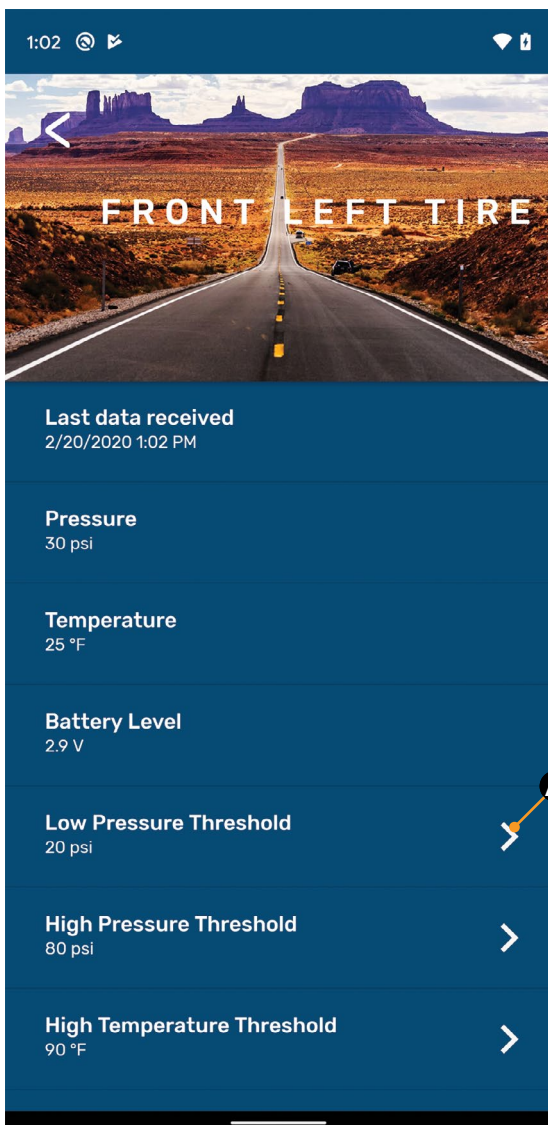 1:02
FRONT LEFT TIRE
Last data received
2/20/2020 1:02 PM
Pressure
30 psi
Temperature
25 °F
Battery Level
2.9 V
Low Pressure Threshold
20 psi
High Pressure Threshold
80 psi
High Temperature Threshold
90 °F